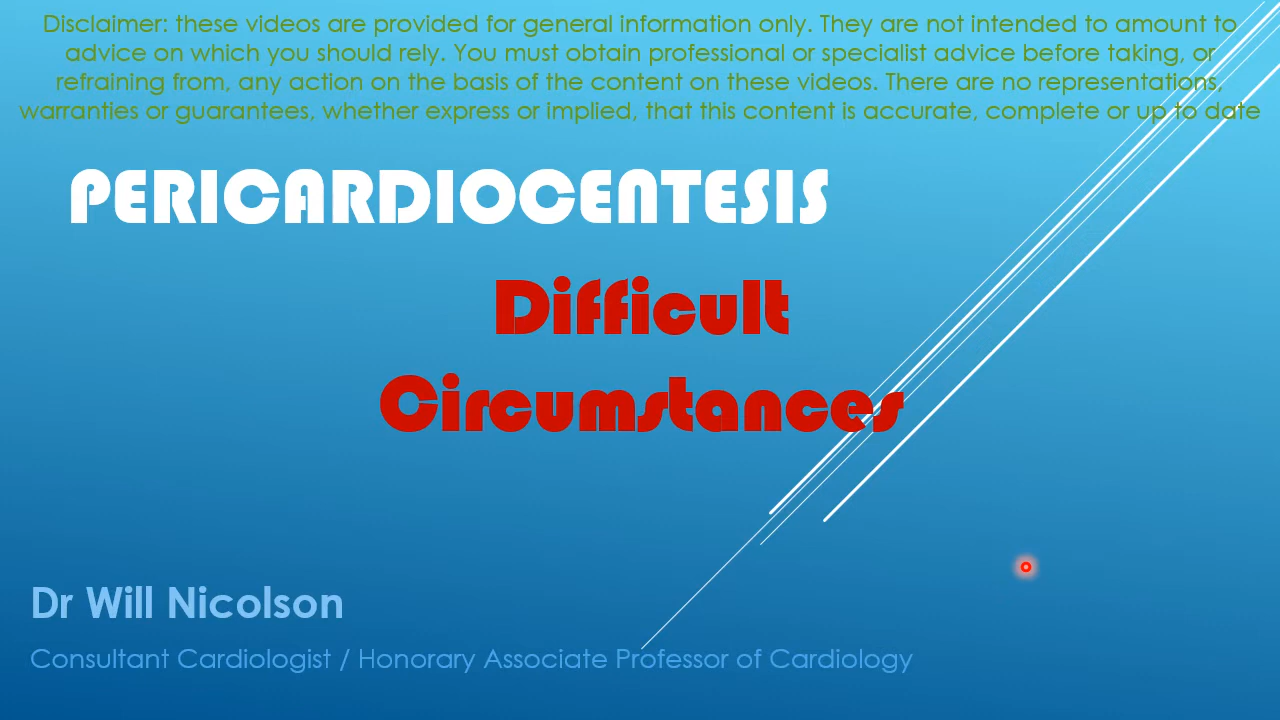 Disclaimer: these videos are provided for general information only. They are not intended to amount to
advice on which you should rely. You must obtain professional or specialist advice before taking, or
refraining from, any action on the basis of the content on these videos. There are no representations,
warranties or guarantees, whether express or implied, that this content is accurate, complete or up to date
PERICARDIOCENTESIS
Difficult
Circumstances
Dr Will Nicolson
Consultant Cardiologist / Honorary Associate Professor of Cardiology